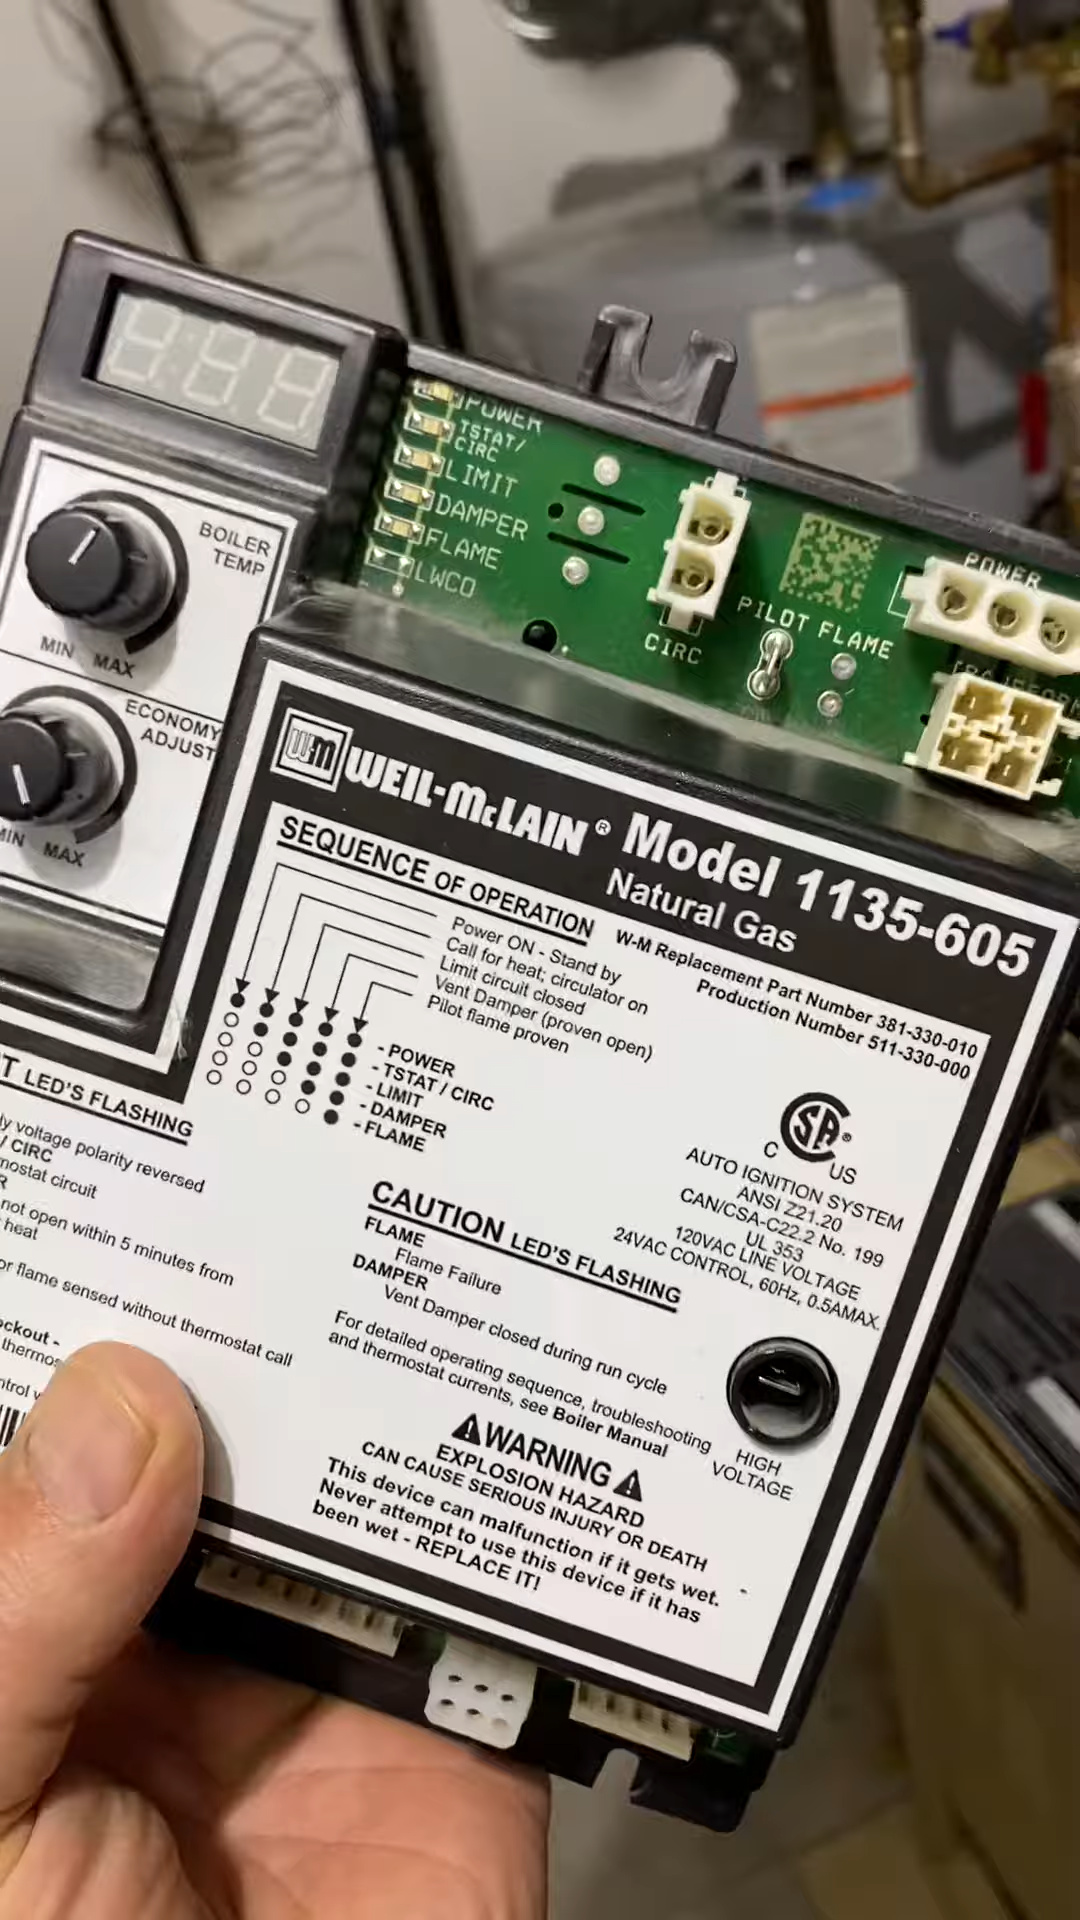 POWER
TSTAT/
CIRC
LIMIT
DAMPER
FLAME
LWCO
CIRC
PILOT FLAME
POWER
BOILER
TEMP
MIN MAX
ECONOMY
ADJUST
MIN MAX
W-M WEIL-McLAIN® Model 1135-605
Natural Gas
W-M Replacement Part Number 381-330-010
Production Number 511-330-000
SEQUENCE OF OPERATION
Power ON - Stand by
Call for heat; circulator on
Limit circuit closed
Vent Damper (proven open)
Pilot flame proven
- POWER
- TSTAT / CIRC
- LIMIT
- DAMPER
- FLAME
LED'S FLASHING
voltage polarity reversed
/ CIRC
circuit
not open within 5 minutes from
heat
or flame sensed without thermostat call
C SA® US
AUTO IGNITION SYSTEM
ANSI Z21.20
CAN/CSA-C22.2 No. 199
UL 353
120VAC LINE VOLTAGE
24VAC CONTROL, 60Hz, 0.5AMAX.
CAUTION LED'S FLASHING
FLAME
Flame Failure
DAMPER
Vent Damper closed during run cycle
For detailed operating sequence, troubleshooting
and thermostat currents, see Boiler Manual
HIGH
VOLTAGE
WARNING
EXPLOSION HAZARD
CAN CAUSE SERIOUS INJURY OR DEATH
This device can malfunction if it gets wet.
Never attempt to use this device if it has
been wet - REPLACE IT!